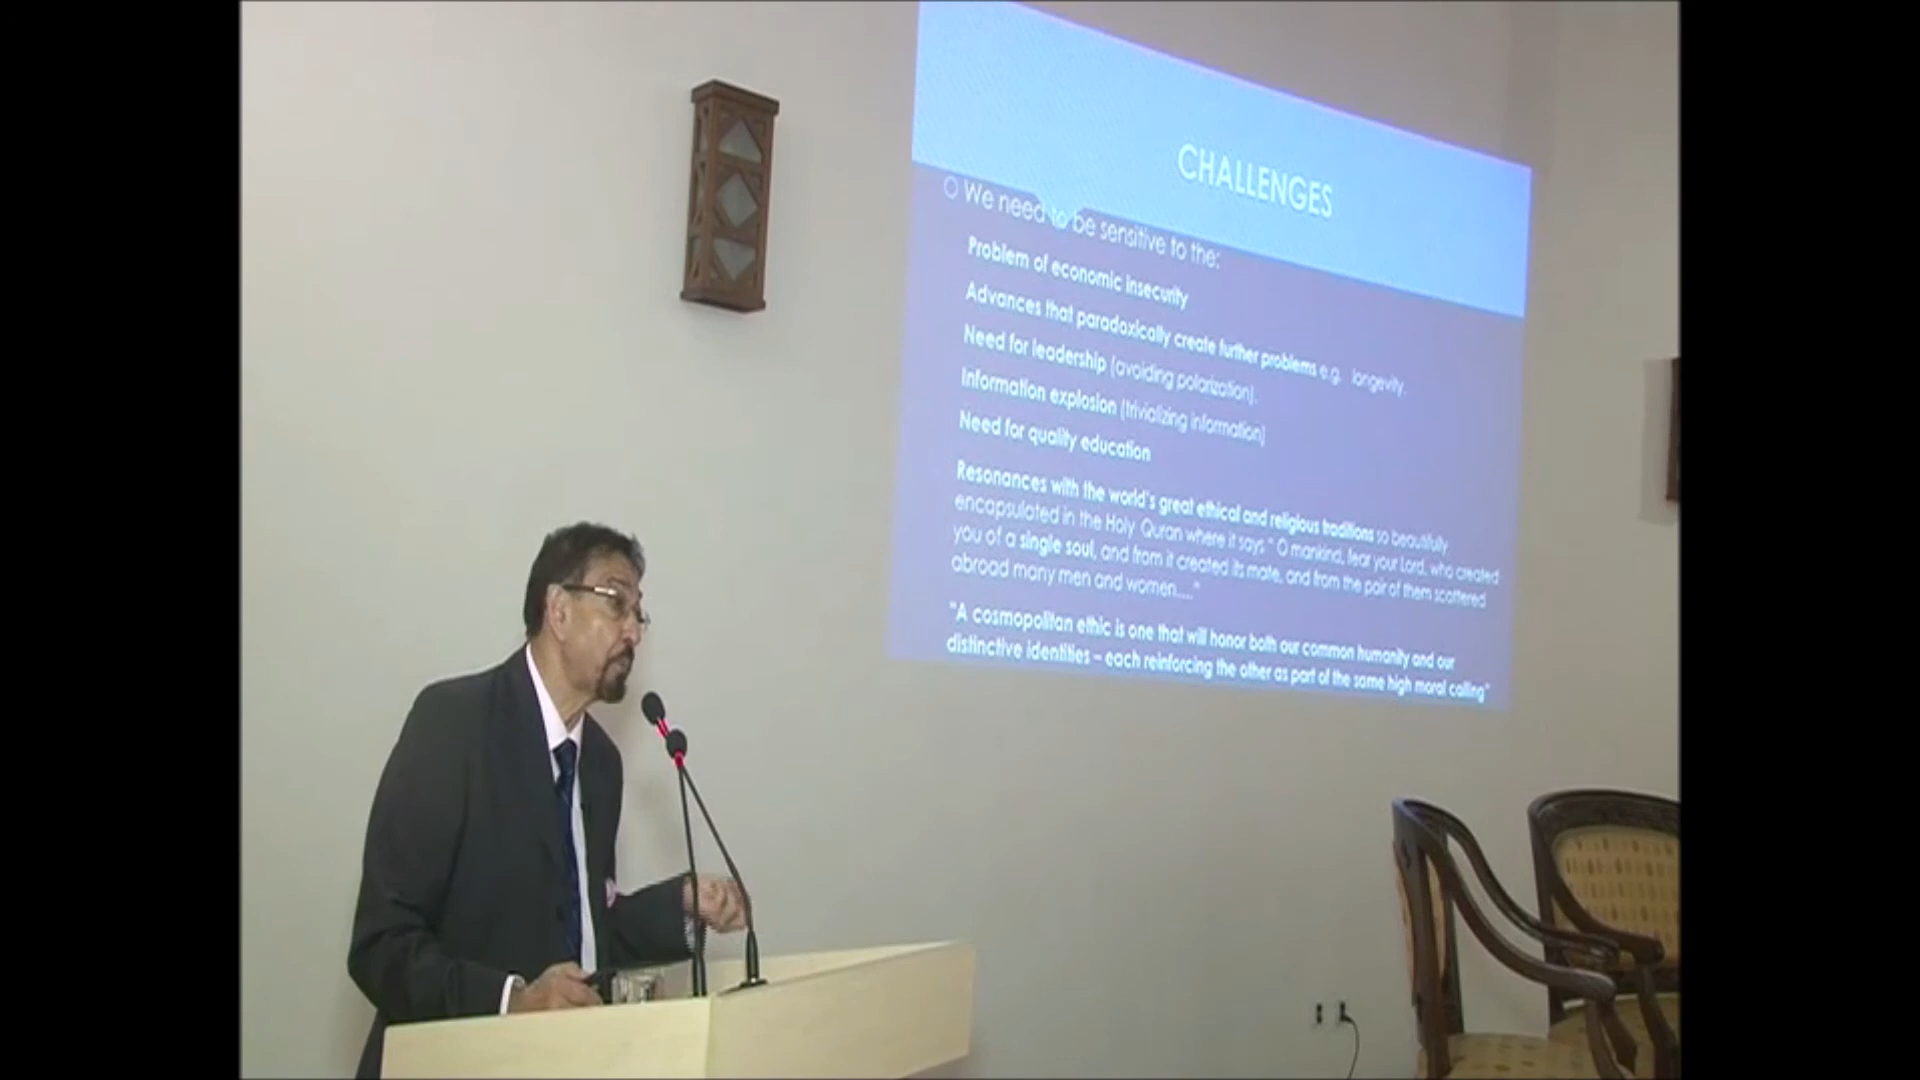 CHALLENGES
O We need to be sensitive to the:
Problem of economic insecurity
Advances that paradoxically create further problems e.g. longevity.
Need for leadership (avoiding polarization).
Information explosion (trivializing information)
Need for quality education
Resonances with the world's great ethical and religious traditions so beautifully
encapsulated in the Holy Quran where it says " O mankind, fear your Lord, who created
you of a single soul, and from it created its mate, and from the pair of them scattered
abroad many men and women...."
"A cosmopolitan ethic is one that will honor both our common humanity and our
distinctive identities – each reinforcing the other as part of the same high moral calling"